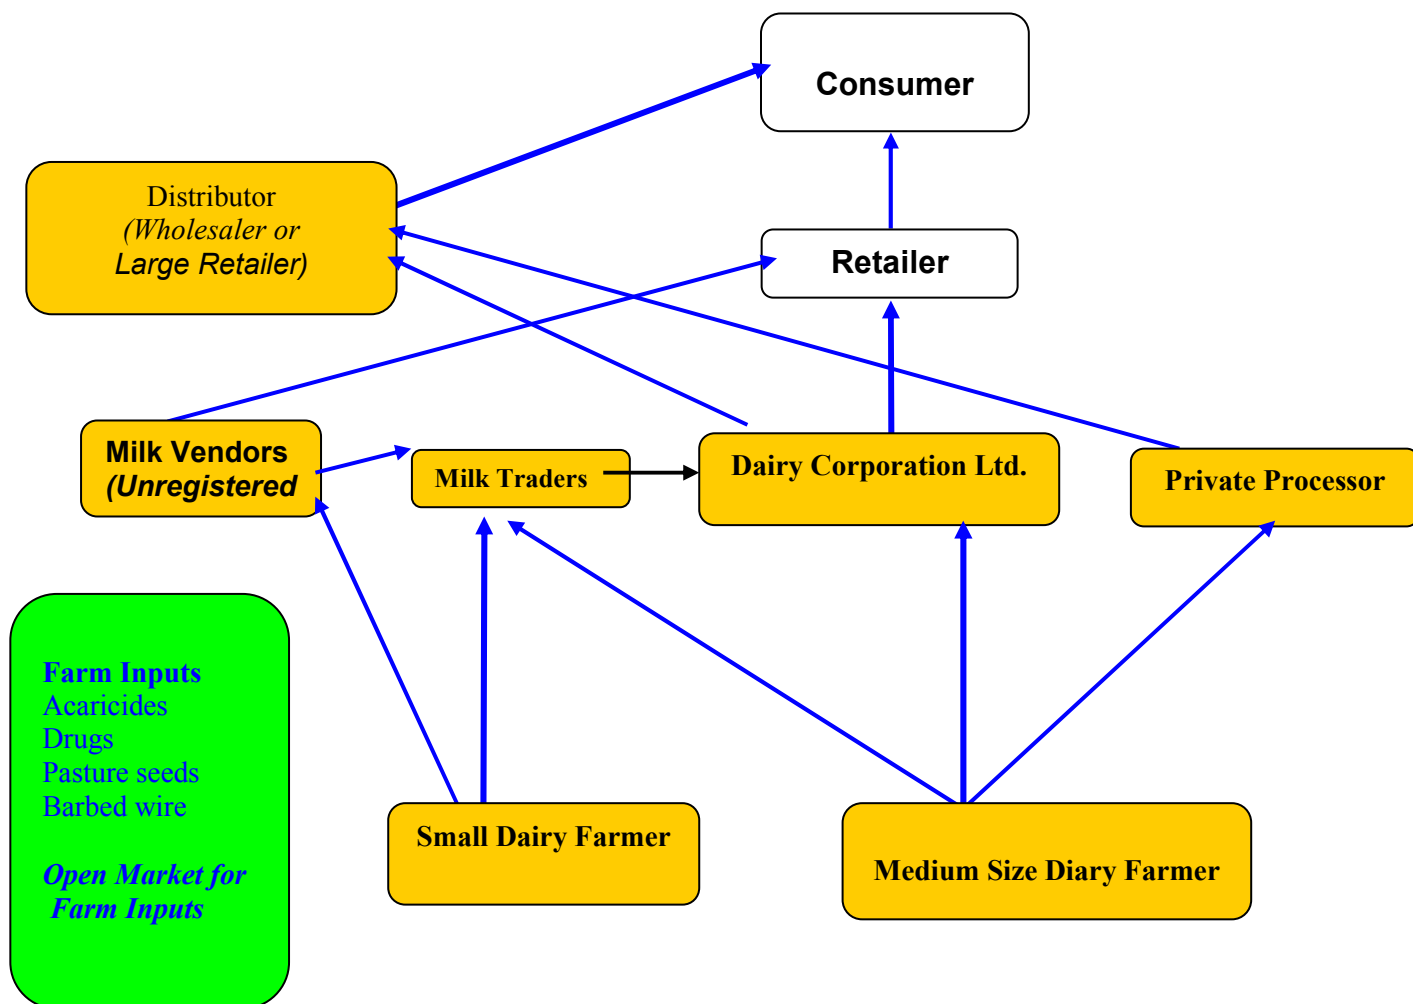 Consumer
Distributor
(Wholesaler or
Large Retailer)
Retailer
Milk Vendors
(Unregistered
Milk Traders
Dairy Corporation Ltd.
Private Processor
Farm Inputs
Acaricides
Drugs
Pasture seeds
Barbed wire
Open Market for
Farm Inputs
Small Dairy Farmer
Medium Size Diary Farmer